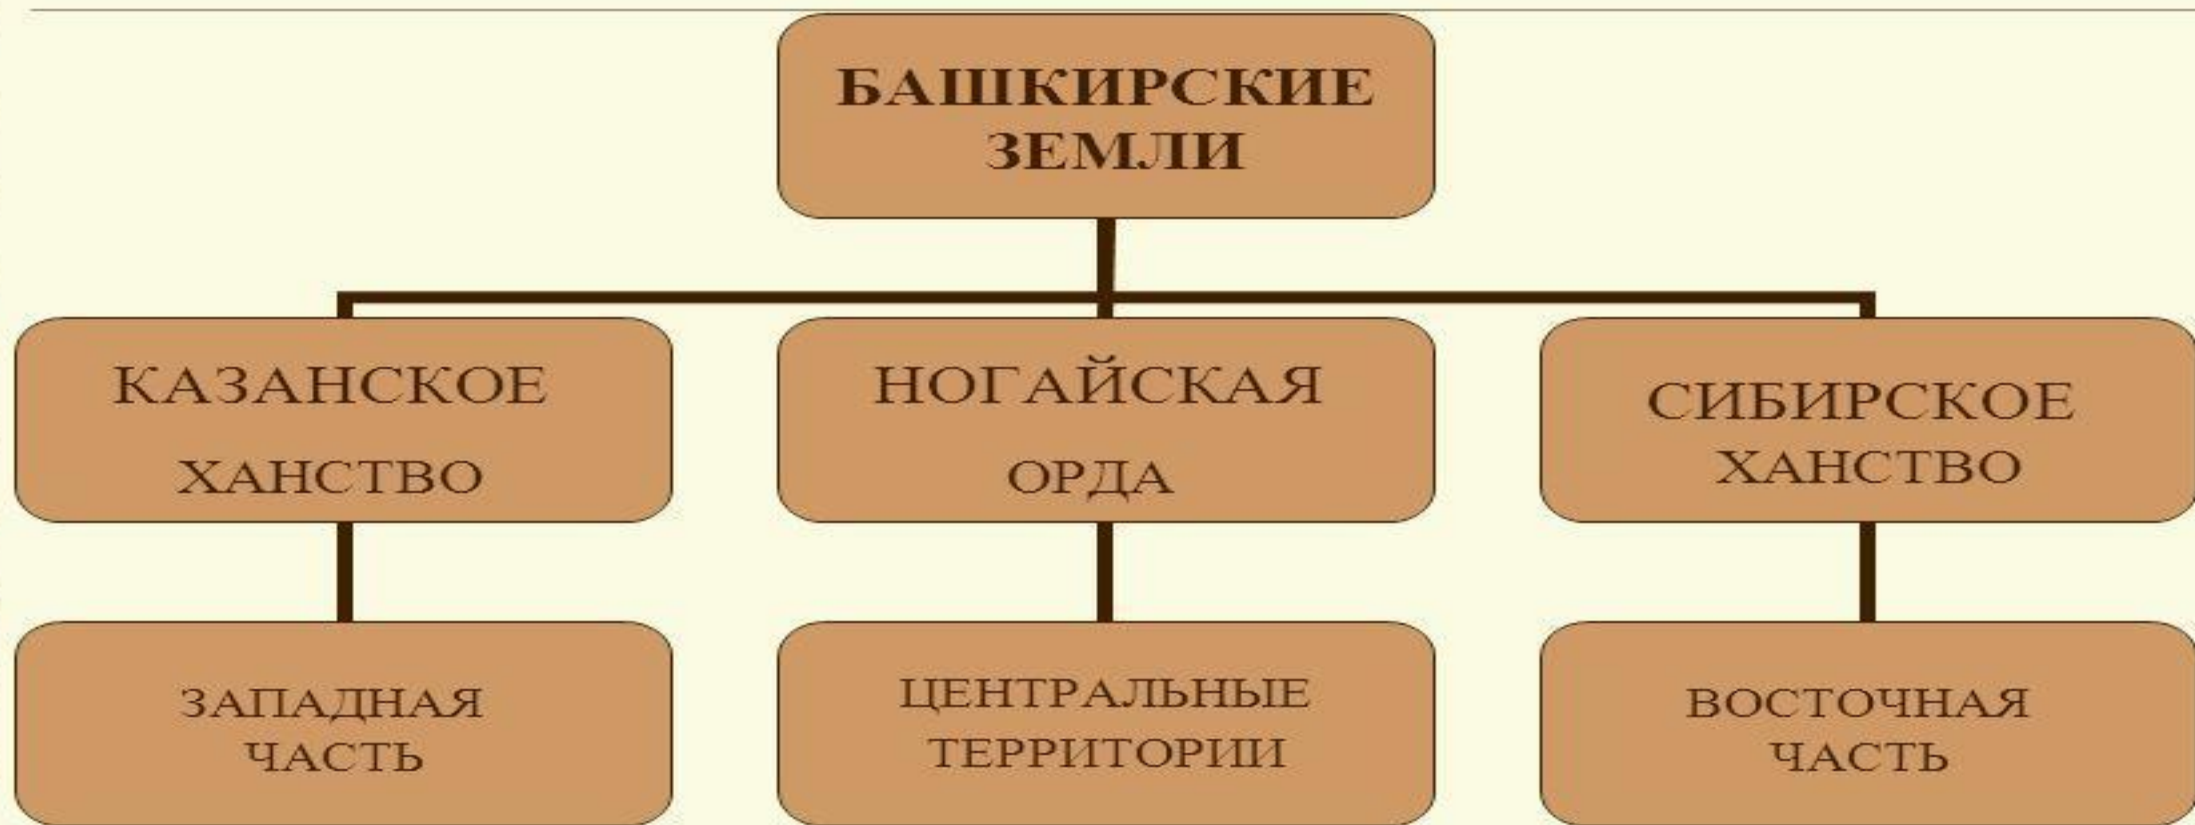 БАШКИРСКИЕ
ЗЕМЛИ
КАЗАНСКОЕ
ХАНСТВО
НОГАЙСКАЯ
ОРДА
СИБИРСКОЕ
ХАНСТВО
ЗАПАДНАЯ
ЧАСТЬ
ЦЕНТРАЛЬНЫЕ
ТЕРРИТОРИИ
ВОСТОЧНАЯ
ЧАСТЬ